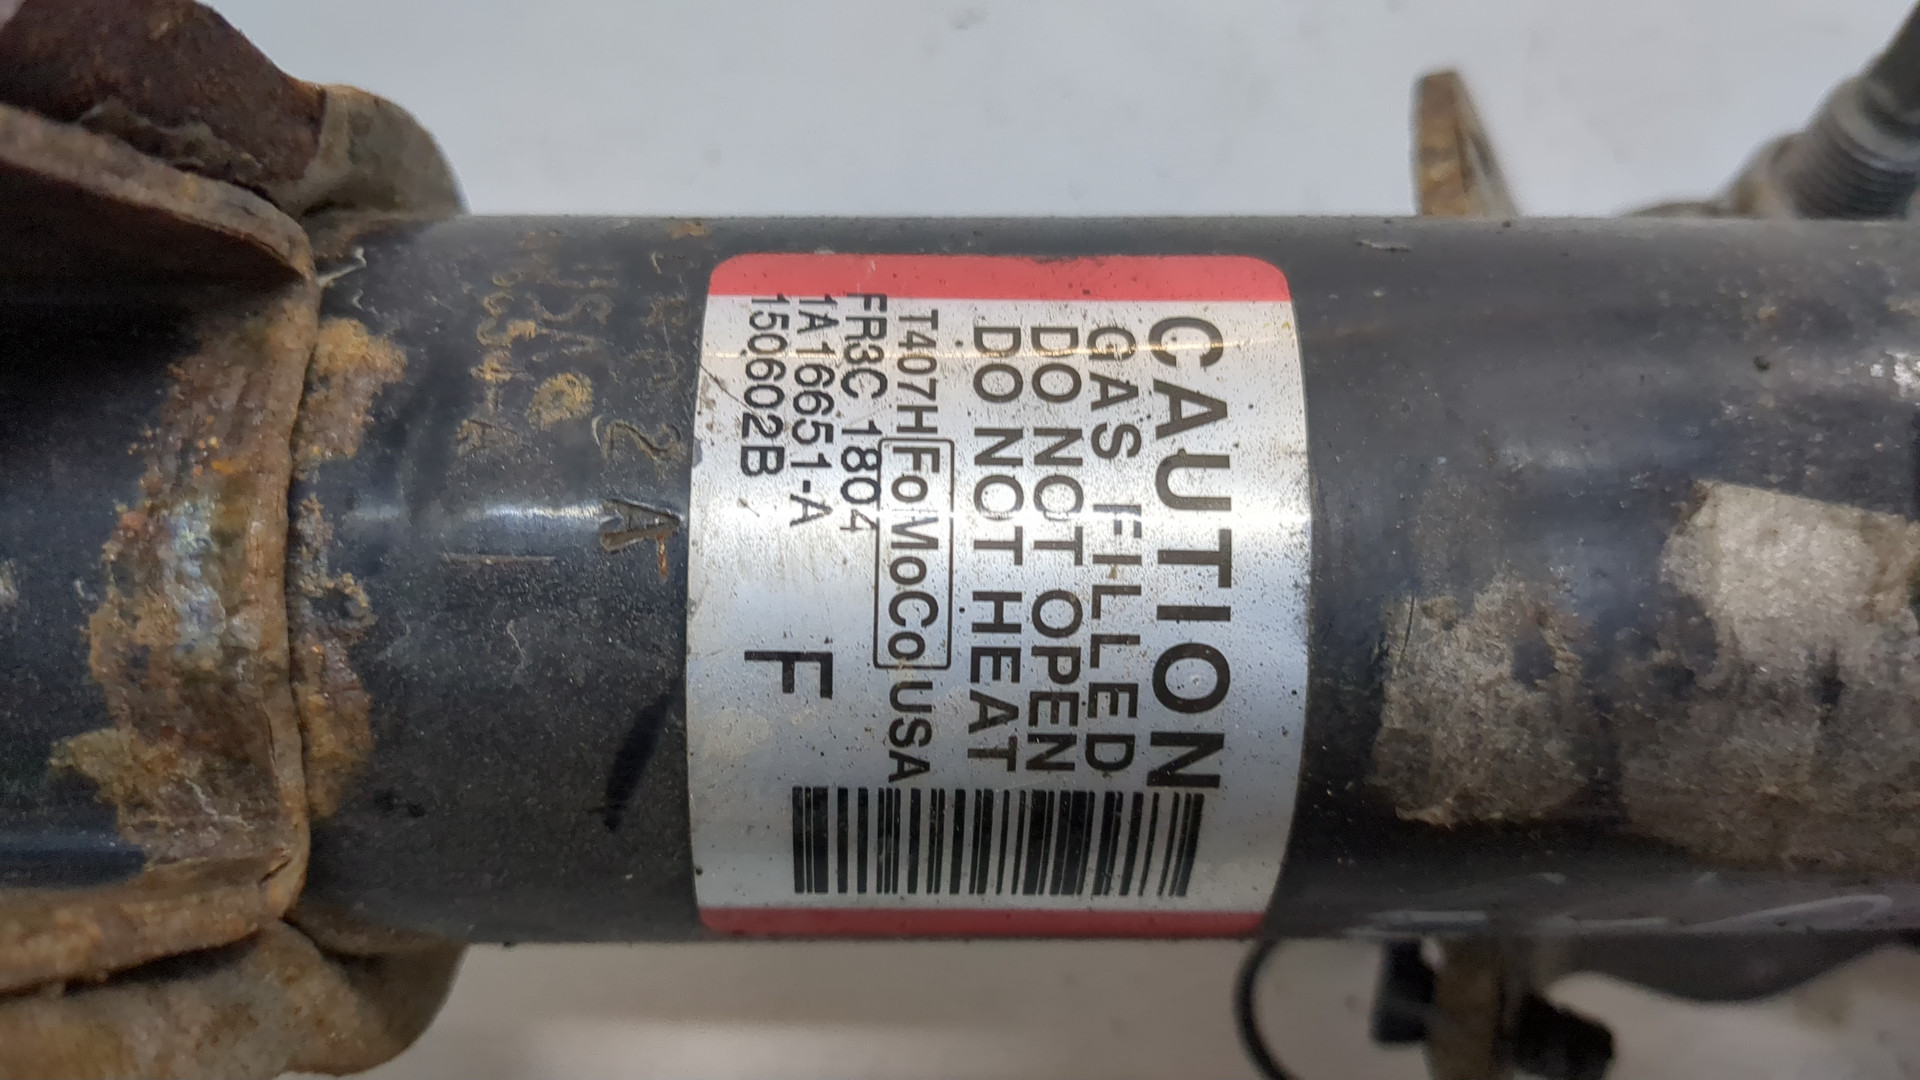 CAUTION
GAS FILLED
DO NOT OPEN
DO NOT HEAT
T407H FoMoCo USA
FR3C 1804
1A16651-A
150602B
F
A